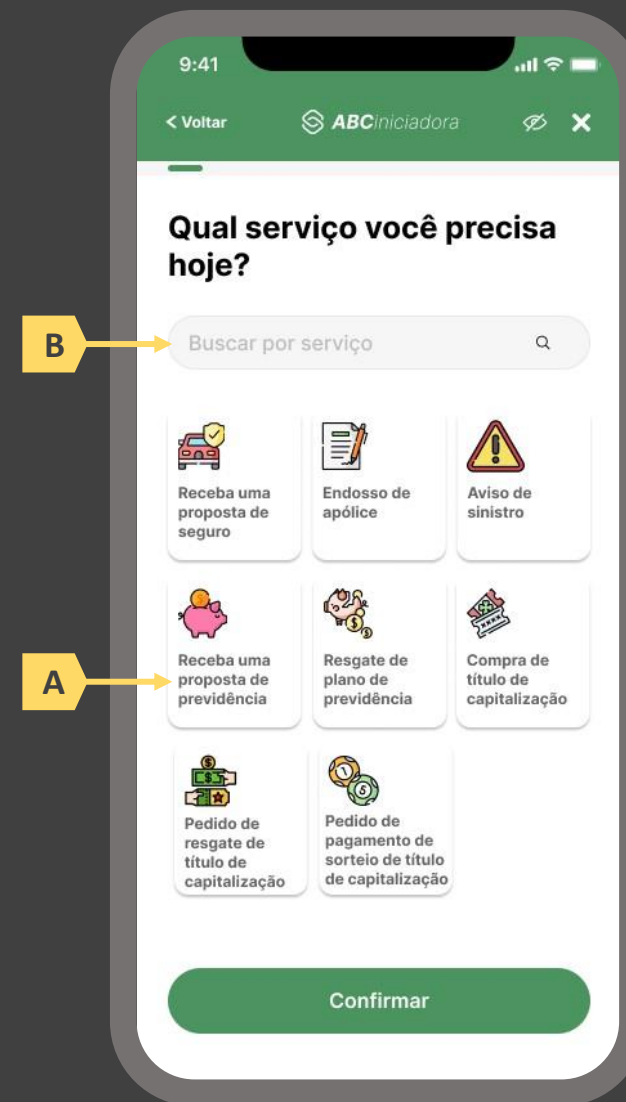 9:41
< Voltar
ABCiniciadora
Qual serviço você precisa
hoje?
B
Buscar por serviço
Receba uma
proposta de
seguro
Endosso de
apólice
Aviso de
sinistro
A
Receba uma
proposta de
previdência
Resgate de
plano de
previdência
Compra de
título de
capitalização
Pedido de
resgate de
título de
capitalização
Pedido de
pagamento de
sorteio de título
de capitalização
Confirmar